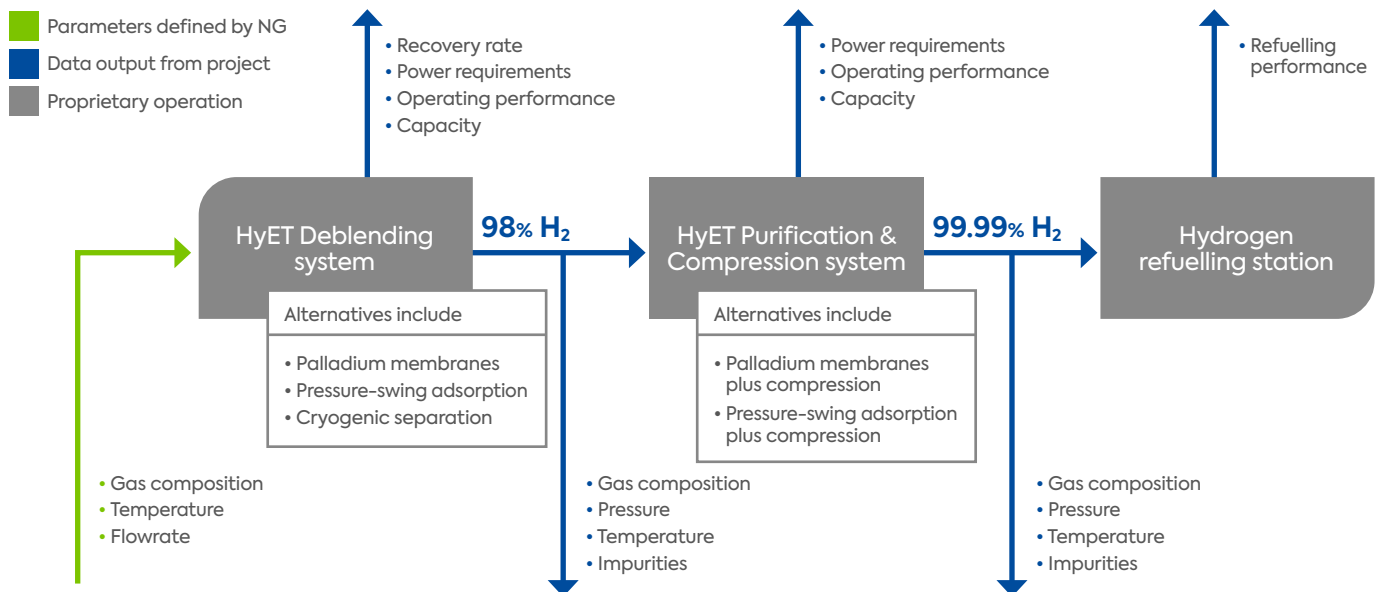 Parameters defined by NG
Data output from project
Proprietary operation
• Recovery rate
• Power requirements
• Operating performance
• Capacity
• Power requirements
• Operating performance
• Capacity
• Refuelling
performance
HyET Deblending
system
98% H₂
HyET Purification &
Compression system
99.99% H₂
Hydrogen
refuelling station
Alternatives include
• Palladium membranes
• Pressure-swing adsorption
• Cryogenic separation
Alternatives include
• Palladium membranes
plus compression
• Pressure-swing adsorption
plus compression
• Gas composition
• Temperature
• Flowrate
• Gas composition
• Pressure
• Temperature
• Impurities
• Gas composition
• Pressure
• Temperature
• Impurities